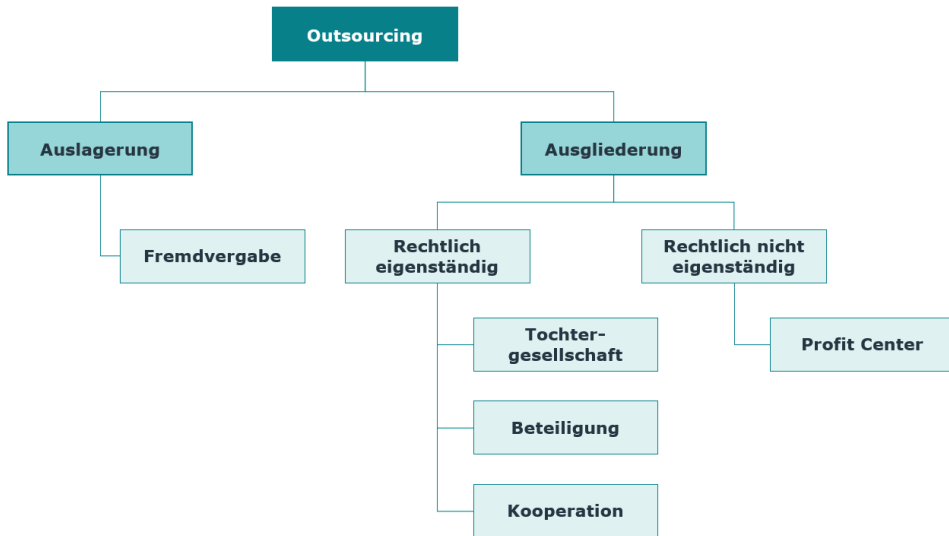 Outsourcing
Auslagerung
Ausgliederung
Fremdvergabe
Rechtlich
eigenständig
Rechtlich nicht
eigenständig
Tochter-
gesellschaft
Profit Center
Beteiligung
Kooperation